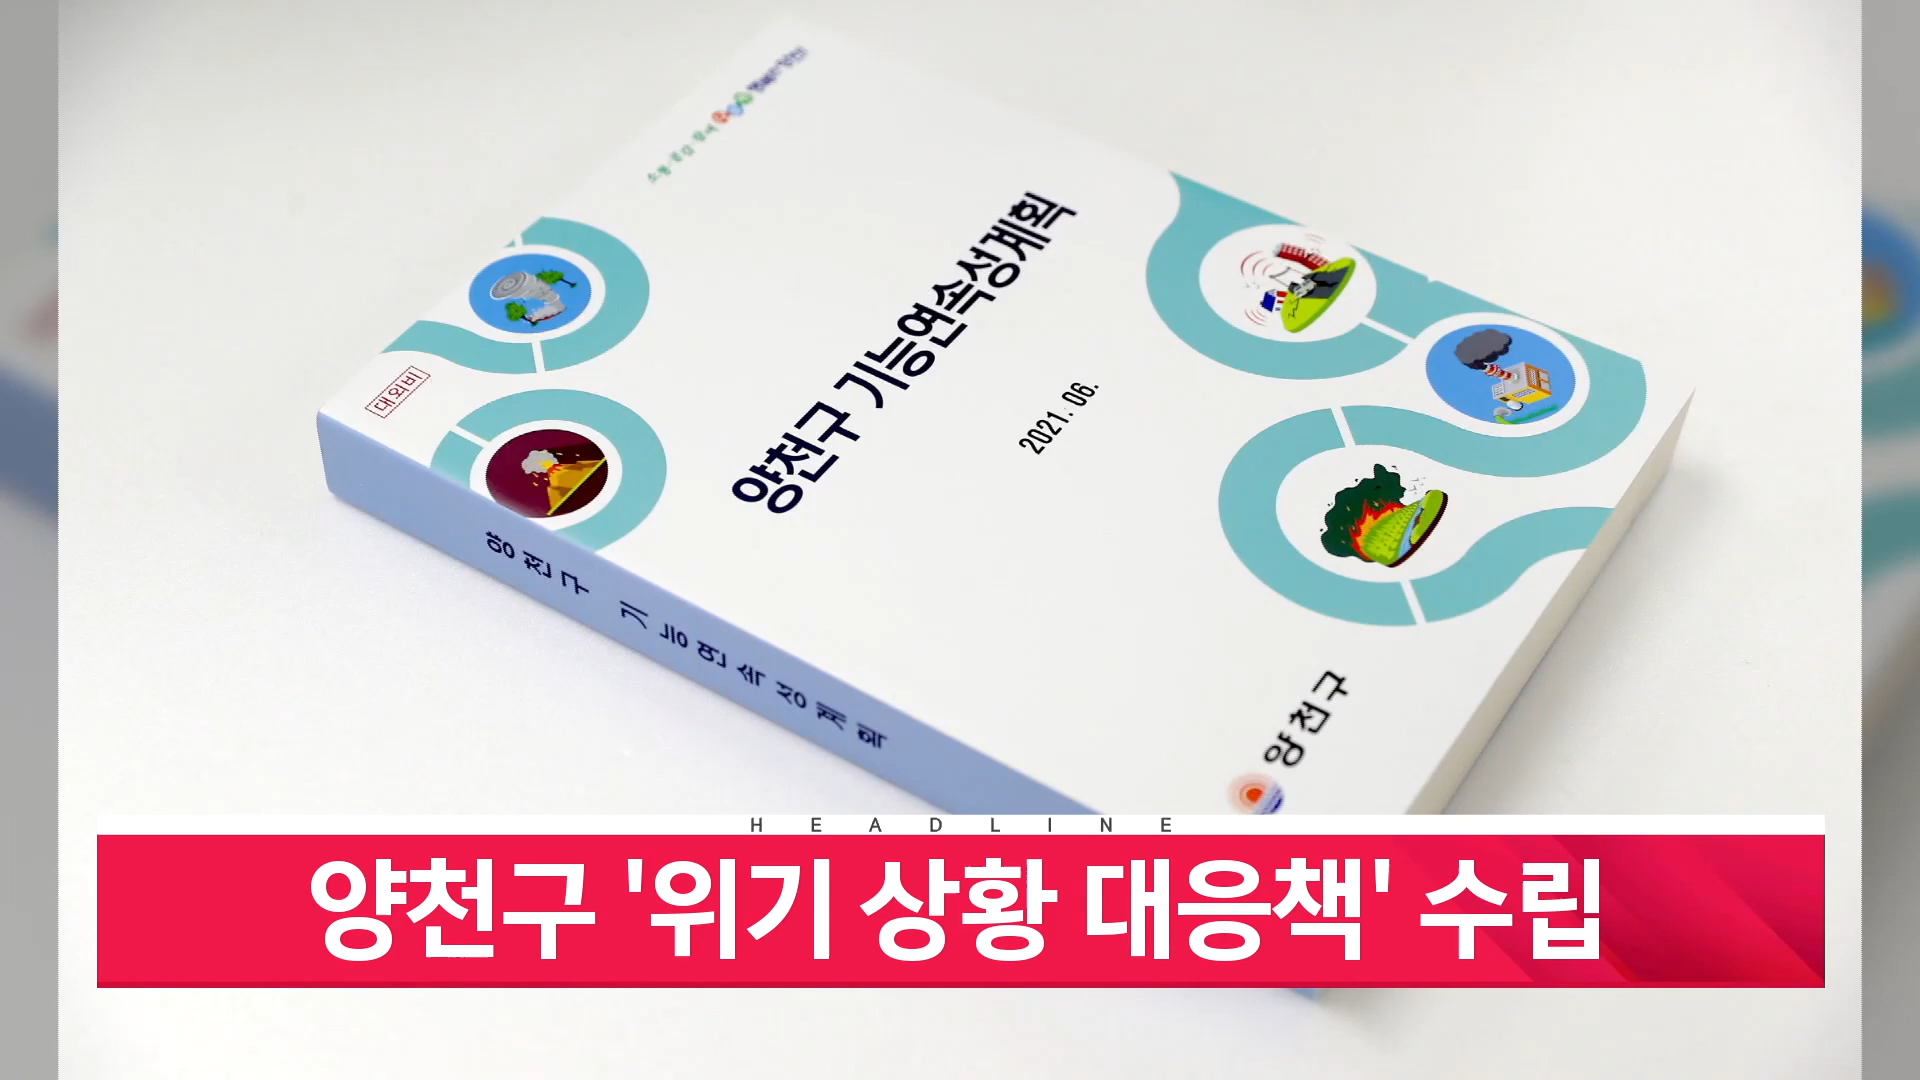 대외비
양천구 기능연속성계획
2021. 06.
양천구
양천구 기능연속성계획
HEADLINE
양천구 '위기 상황 대응책' 수립